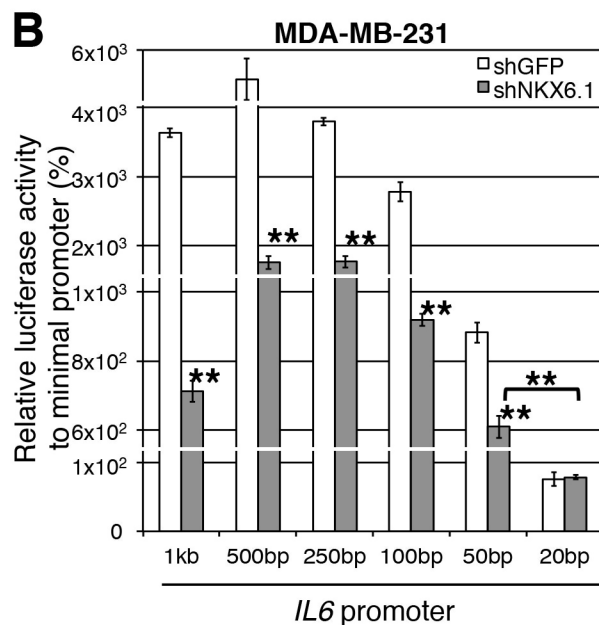 B
MDA-MB-231
shGFP
shNKX6.1
Relative luciferase activity
to minimal promoter (%)
6x10³
4x10³
3x10³
2x10³
1x10³
8x10²
6x10²
1x10²
0
**
**
**
**
**
**
1kb 500bp 250bp 100bp 50bp 20bp
IL6 promoter